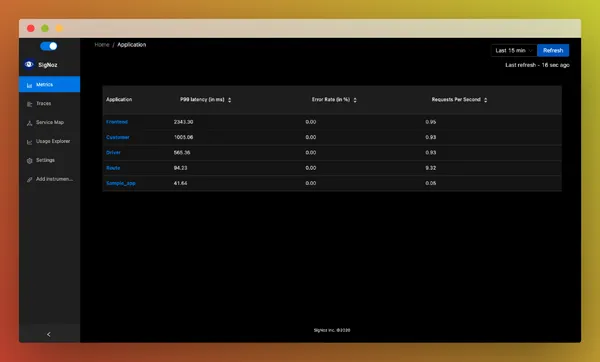 Home / Application
Last 15 min
Refresh
Last refresh - 16 sec ago
SigNoz
Metrics
Traces
Service Map
Usage Explorer
Settings
Add instrumen...
Application P99 latency (in ms) Error Rate (in %) Requests Per Second
Frontend 2343.30 0.00 0.95
Customer 1005.06 0.00 0.93
Driver 565.36 0.00 0.93
Route 94.23 0.00 9.32
Sample_app 41.64 0.00 0.05